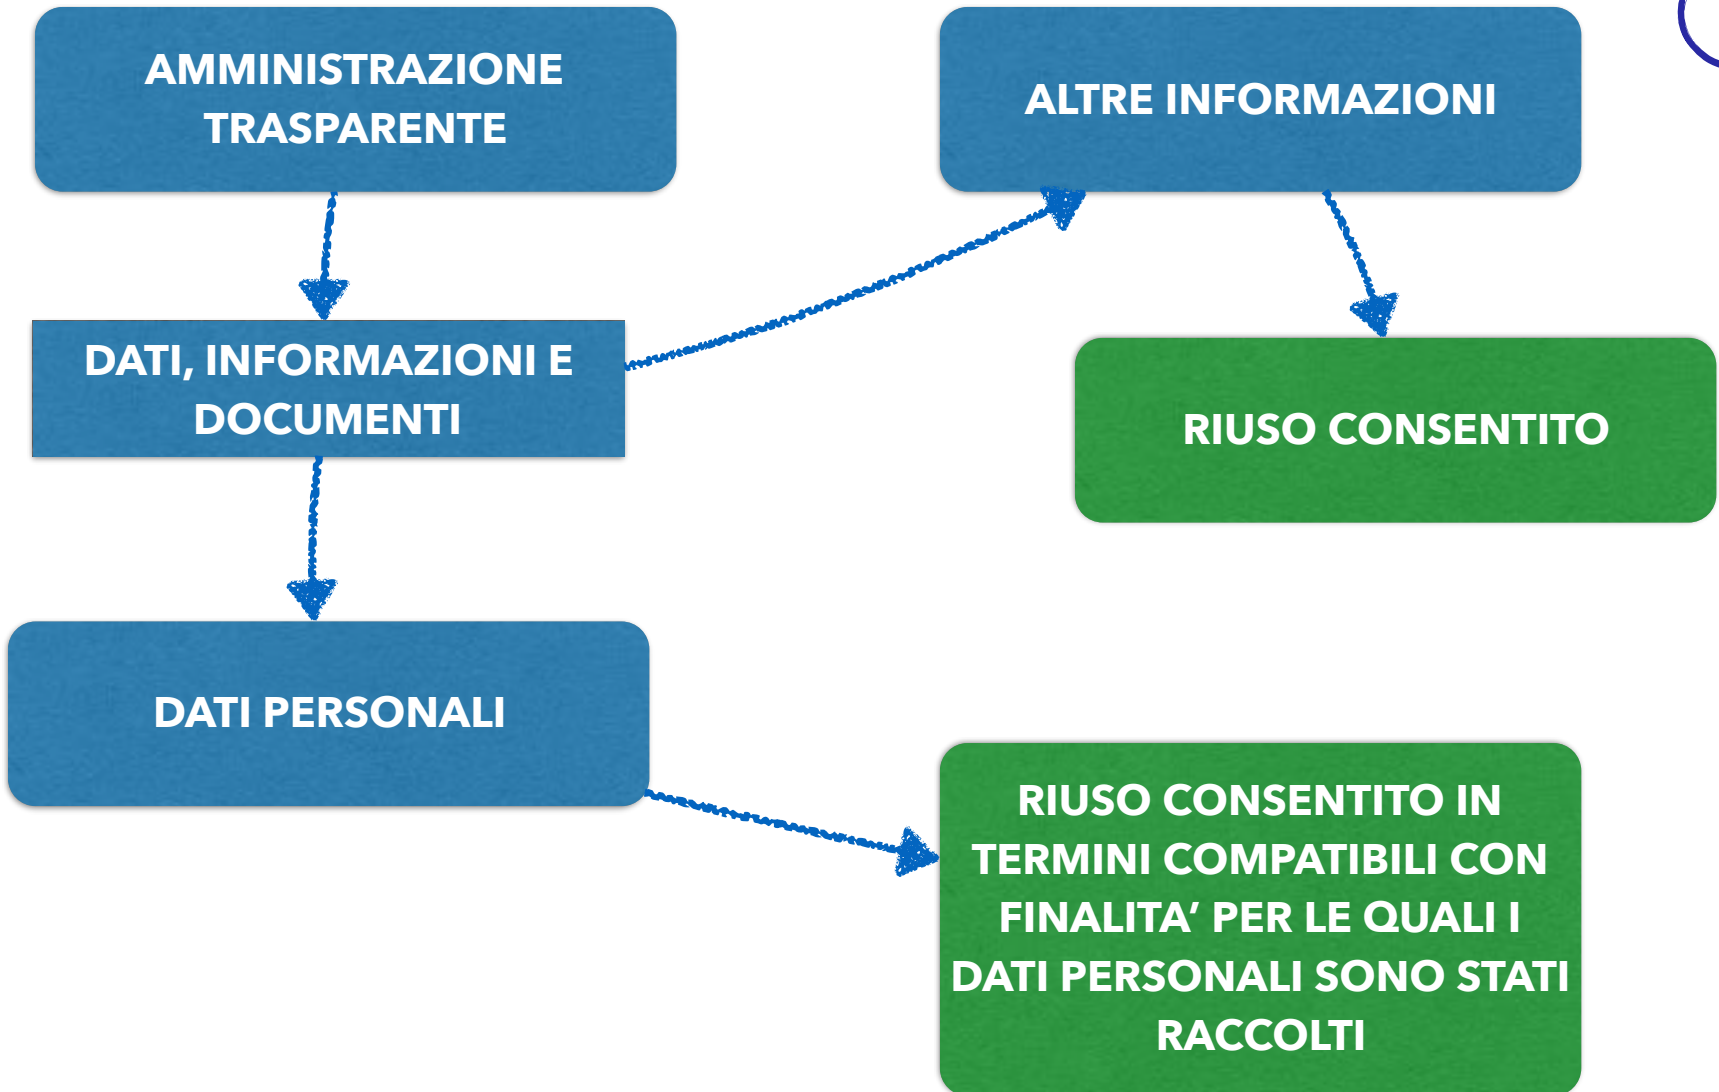 AMMINISTRAZIONE
TRASPARENTE
ALTRE INFORMAZIONI
DATI, INFORMAZIONI E
DOCUMENTI
RIUSO CONSENTITO
DATI PERSONALI
RIUSO CONSENTITO IN
TERMINI COMPATIBILI CON
FINALITA’ PER LE QUALI I
DATI PERSONALI SONO STATI
RACCOLTI